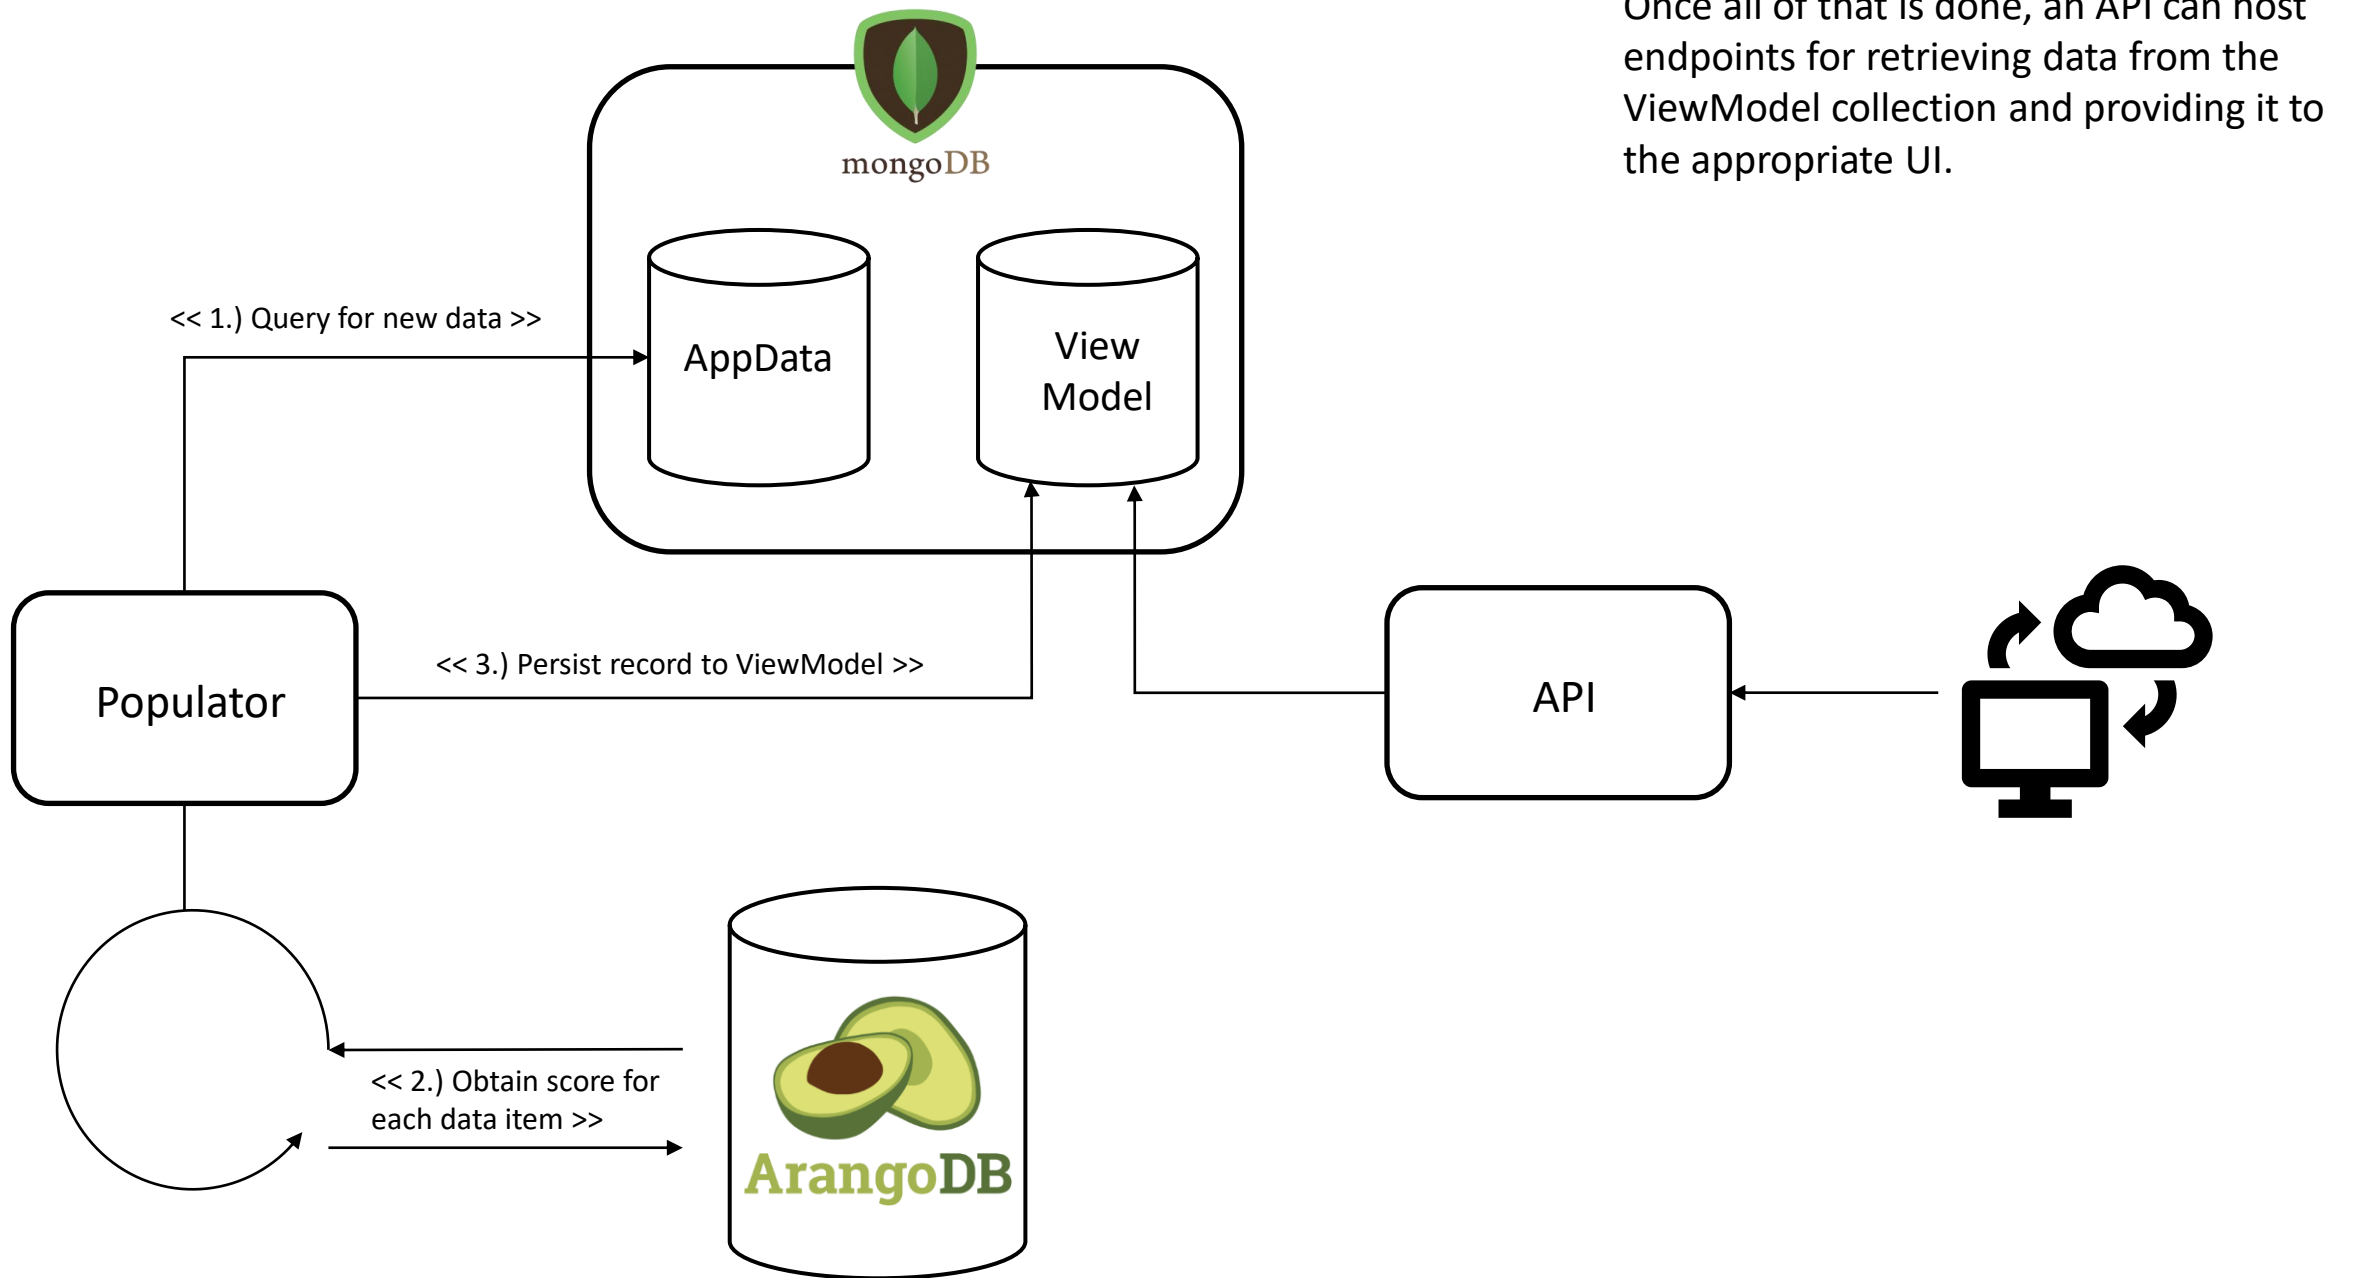 Once all of that is done, an API can host
endpoints for retrieving data from the
ViewModel collection and providing it to
the appropriate UI.
mongoDB
<< 1.) Query for new data >>
AppData
View
Model
<< 3.) Persist record to ViewModel >>
Populator
API
<< 2.) Obtain score for
each data item >>
ArangoDB